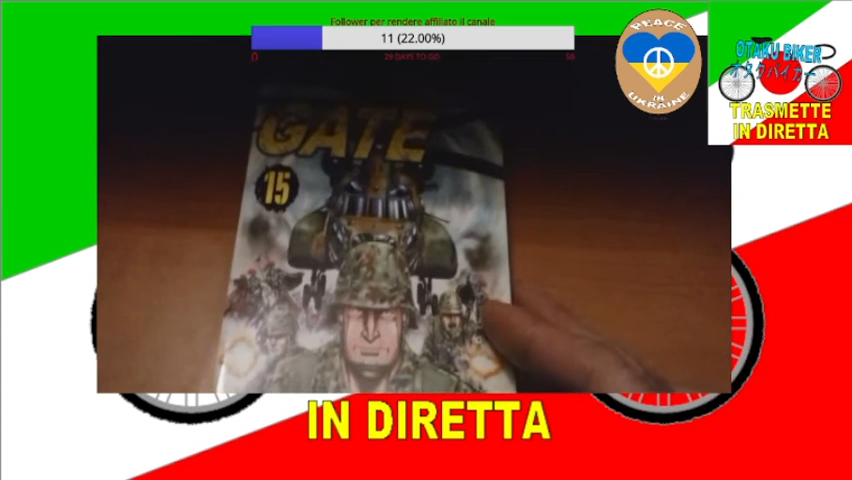 Follower per rendere affiliato il canale
11 (22.00%)
0
29 DAYS TO GO
50
PEACE
IN
UKRAINE
OTAKU BIKER
オタクバイカー
TRASMETTE
IN DIRETTA
GATE
15
IN DIRETTA